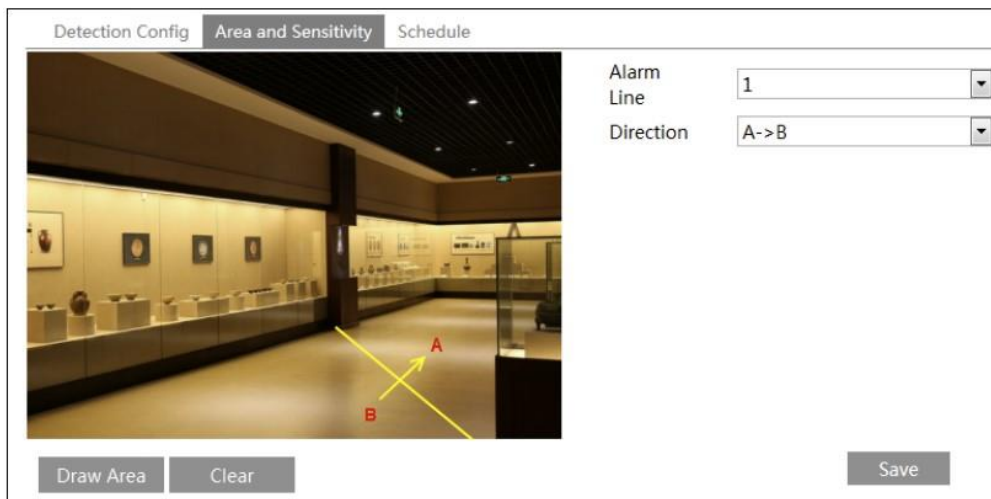 Detection Config Area and Sensitivity Schedule
Alarm
Line
1
Direction
A->B
A
B
Draw Area Clear
Save